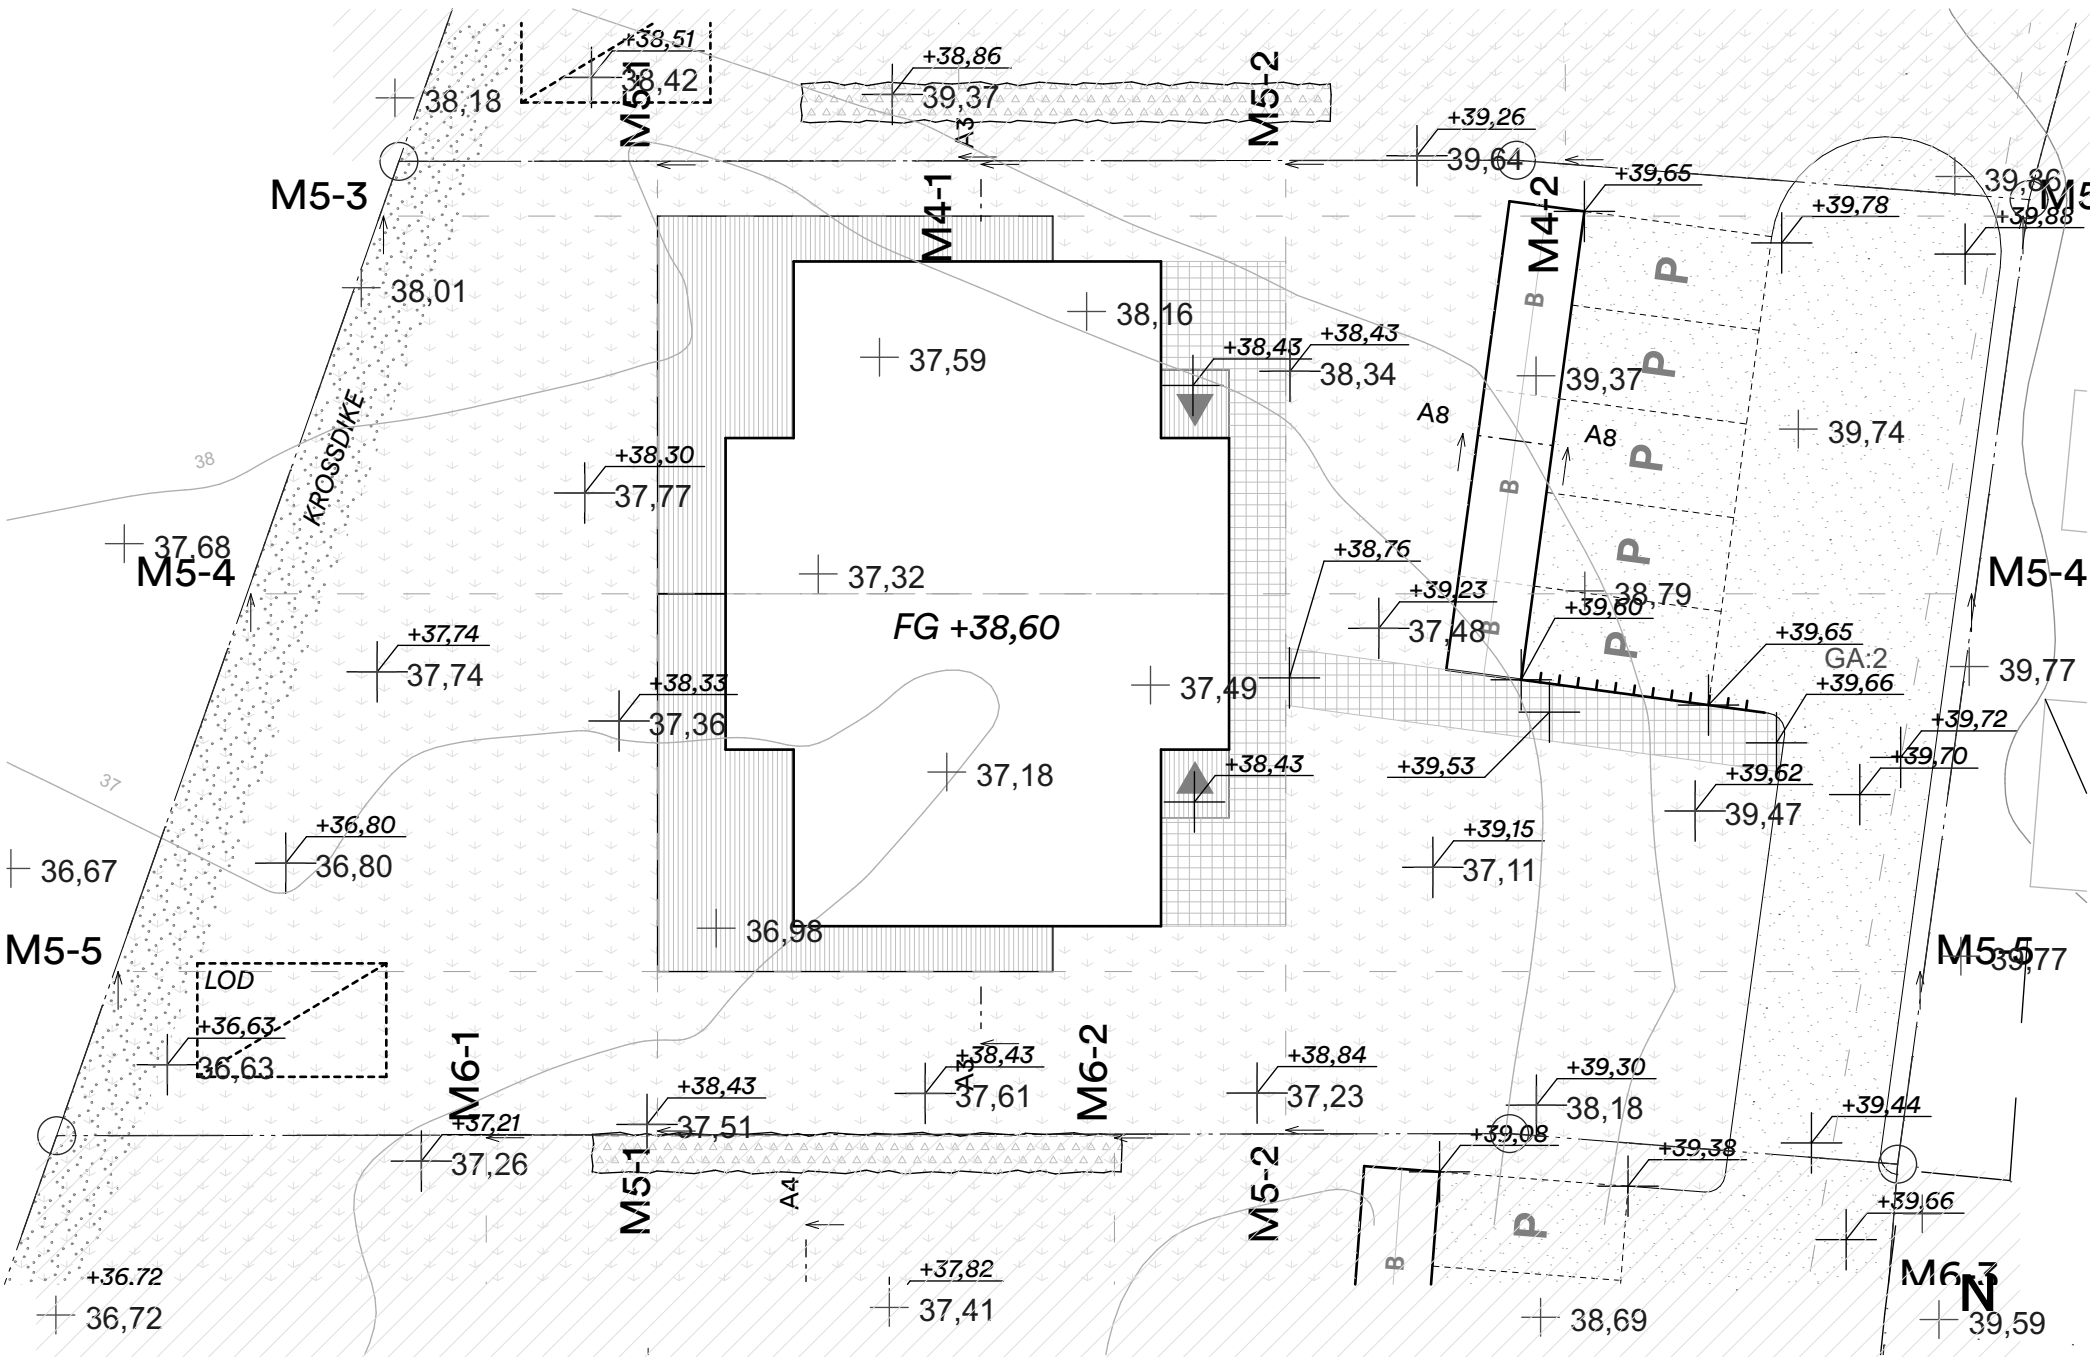 +38,51
38,42
M5-1
38,18
+38,86
39,37
A3
M5-2
+39,26
39,64
M5-3
M4-1
M4-2
+39,65
+39,78
39,86
+39,88
M5
38,01
P
B
38,16
37,59
+38,43
+38,43
38,34
39,37
P
A8
A8
39,74
KROSSDIKE
38
+38,30
37,77
P
B
37,68
M5-4
37,32
+38,76
P
M5-4
+39,23
38,79
+39,60
FG +38,60
37,48
B
P
+37,74
37,74
+39,65
GA:2
39,77
+38,33
37,36
37,49
+39,66
+39,72
37
37,18
+38,43
+39,53
+39,70
+39,62
39,47
+36,80
36,80
36,67
+39,15
37,11
36,98
M5-5
M5-5
39,77
LOD
+36,63
36,63
M6-1
+38,43
A3
37,61
M6-2
+38,84
37,23
+39,30
38,18
+38,43
37,51
+37,21
37,26
+39,44
+39,08
+39,38
M5-1
A4
M5-2
+39,66
P
B
+36.72
36,72
+37,82
37,41
38,69
M6-3
N
39,59